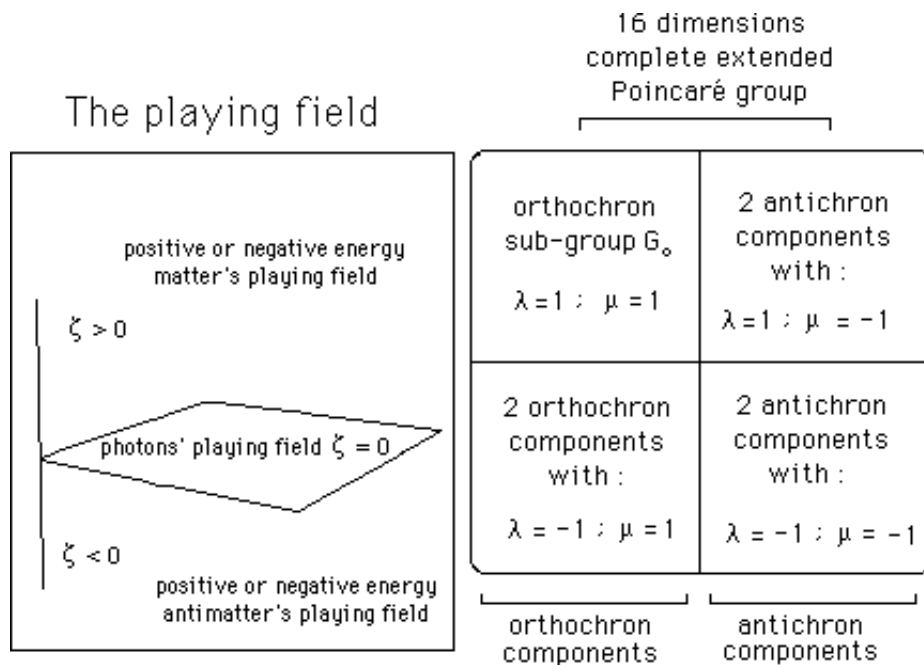 The playing field
positive or negative energy
matter's playing field
ζ > 0
photons' playing field ζ = 0
ζ < 0
positive or negative energy
antimatter's playing field
16 dimensions
complete extended
Poincaré group
orthochron
sub-group G₀
λ = 1 ; μ = 1
2 antichron
components
with :
λ = 1 ; μ = -1
2 orthochron
components
with :
λ = -1 ; μ = 1
2 antichron
components
with :
λ = -1 ; μ = -1
orthochron
components
antichron
components